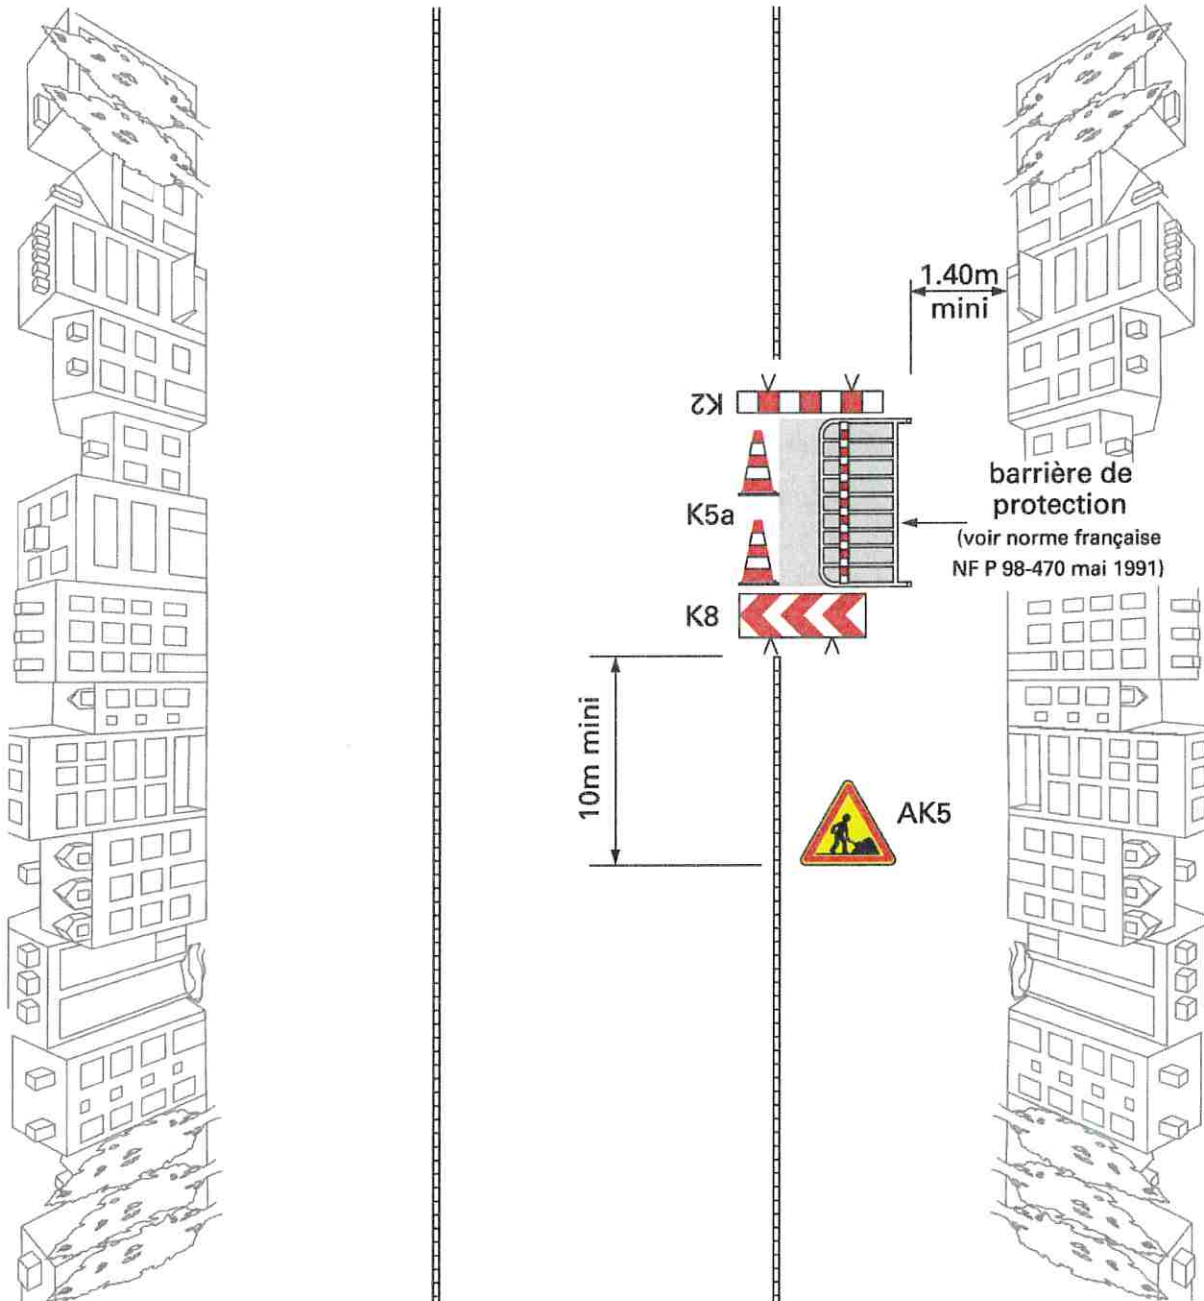 1.40m
mini
K2
K5a
barrière de
protection
(voir norme française
NF P 98-470 mai 1991)
K8
10m mini
AK5